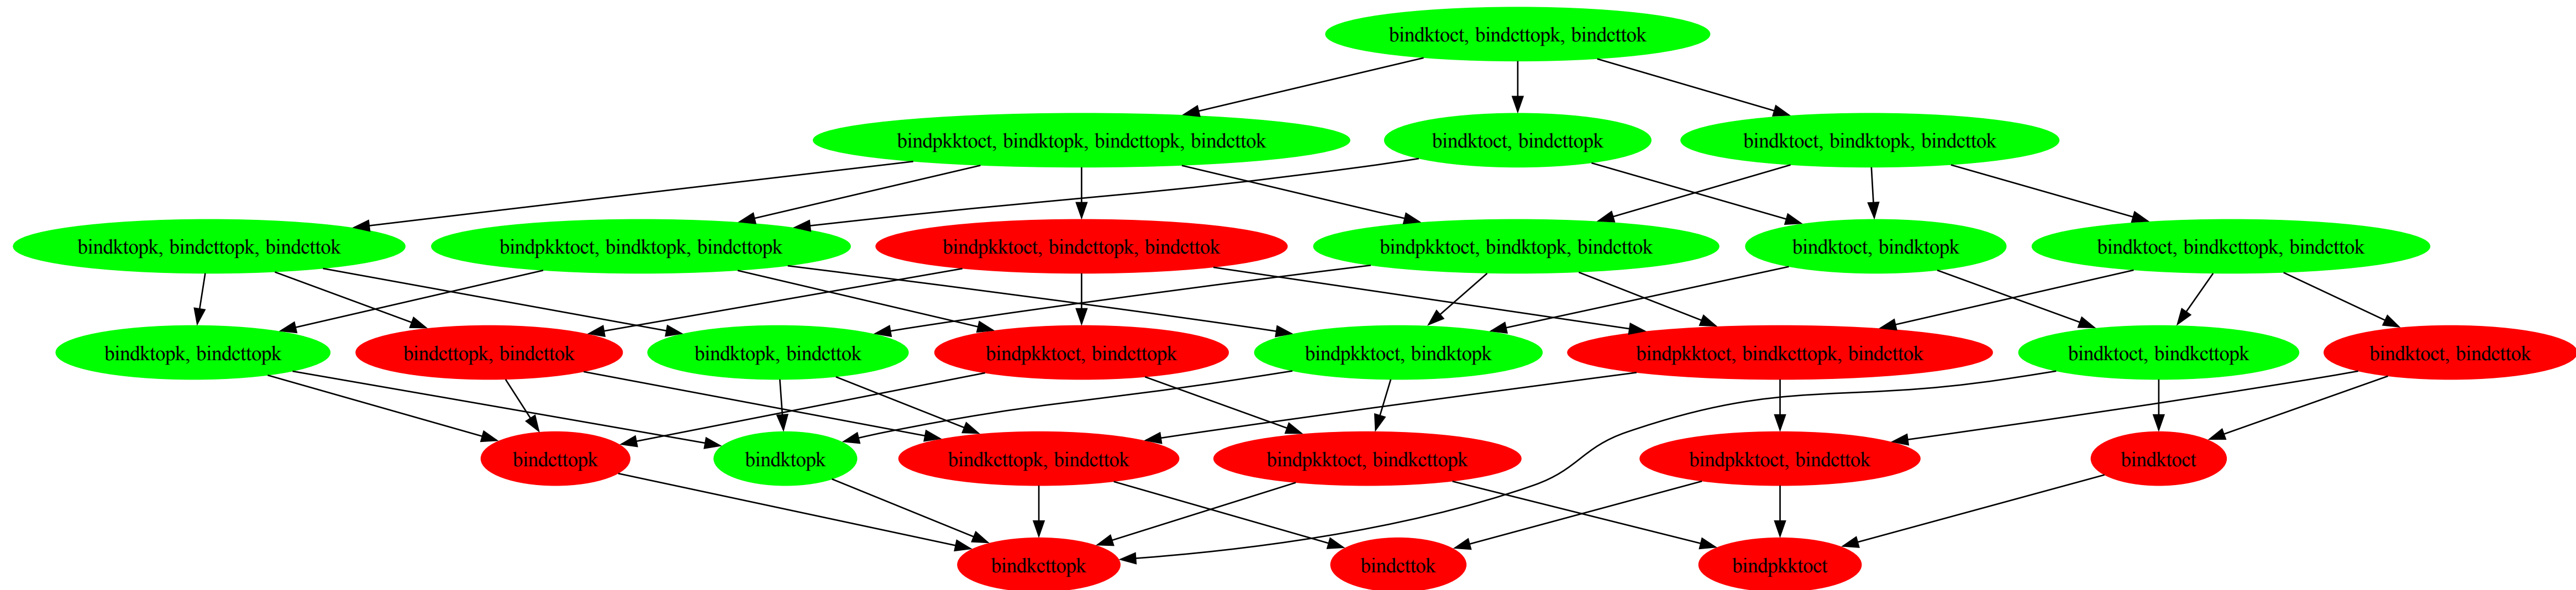 bindktoct, bindcttopk, bindcttok
bindpkktoct, bindktopk, bindcttopk, bindcttok
bindktoct, bindcttopk
bindktoct, bindktopk, bindcttok
bindktopk, bindcttopk, bindcttok
bindpkktoct, bindktopk, bindcttopk
bindpkktoct, bindcttopk, bindcttok
bindpkktoct, bindktopk, bindcttok
bindktoct, bindktopk
bindktoct, bindkcttopk, bindcttok
bindktopk, bindcttopk
bindcttopk, bindcttok
bindktopk, bindcttok
bindpkktoct, bindcttopk
bindpkktoct, bindktopk
bindpkktoct, bindkcttopk, bindcttok
bindktoct, bindkcttopk
bindktoct, bindcttok
bindcttopk
bindktopk
bindkcttopk, bindcttok
bindpkktoct, bindkcttopk
bindpkktoct, bindcttok
bindktoct
bindkcttopk
bindcttok
bindpkktoct